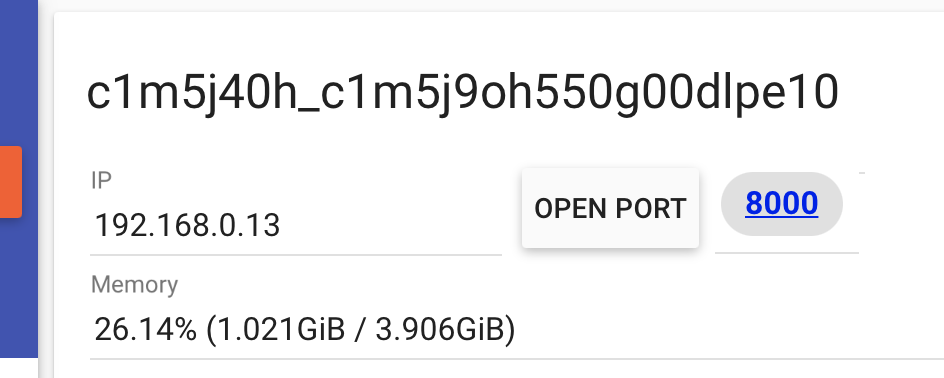 c1m5j40h_c1m5j9oh550g00dlpe10
IP
192.168.0.13
OPEN PORT
8000
Memory
26.14% (1.021GiB / 3.906GiB)